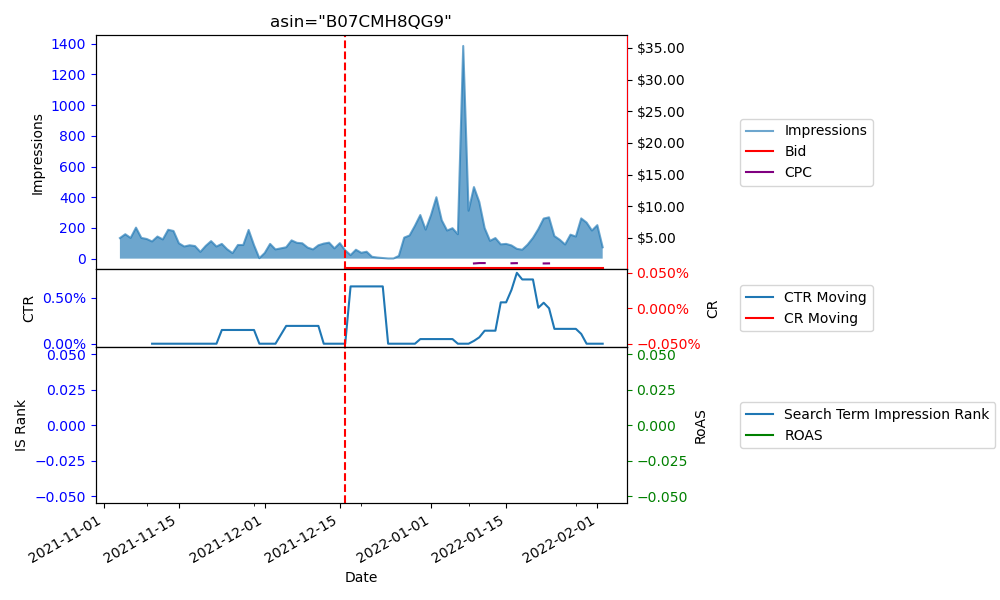 asin="B07CMH8QG9"
1400
1200
1000
800
600
400
200
0
Impressions
$35.00
$30.00
$25.00
$20.00
$15.00
$10.00
$5.00
Impressions
Bid
CPC
0.50%
0.00%
CTR
0.050%
0.000%
−0.050%
CR
CTR Moving
CR Moving
0.050
0.025
0.000
−0.025
−0.050
IS Rank
0.050
0.025
0.000
−0.025
−0.050
RoAS
Search Term Impression Rank
ROAS
2021-11-01
2021-11-15
2021-12-01
2021-12-15
2022-01-01
2022-01-15
2022-02-01
Date